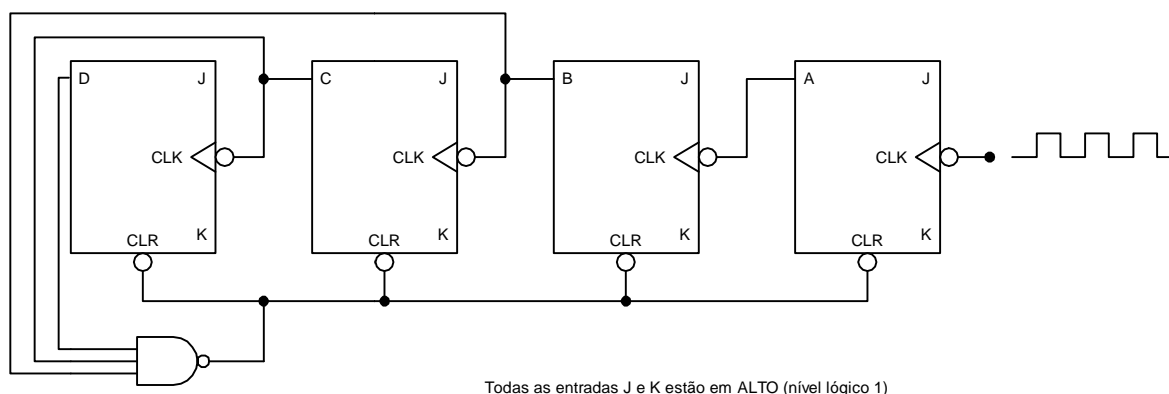 D J C J B J A J
CLK CLK CLK CLK
K K K K
CLR CLR CLR CLR
Todas as entradas J e K estão em ALTO (nível lógico 1)